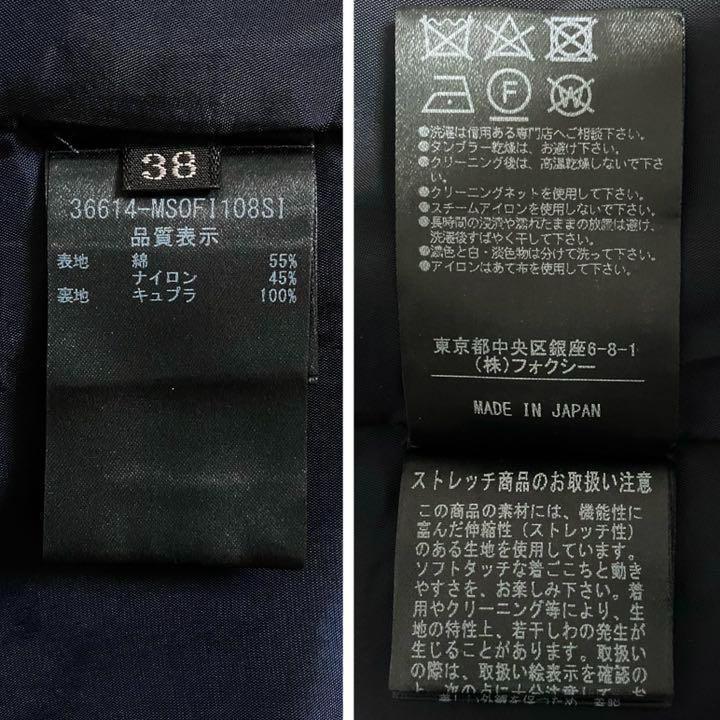 38
36614-MSOFI108SI
品質表示
表地 綿 55%
ナイロン 45%
裏地 キュプラ 100%
F
W
●洗濯は信用ある専門店へご相談下さい。
●タンブラー乾燥は、お避け下さい。
●クリーニング後は、高温乾燥しないで下さい。
●クリーニングネットを使用して下さい。
●スチームアイロンを使用しないで下さい。
●長時間の浸漬や濡れたままの放置は避け、
洗濯後すばやく干して下さい。
●濃色と白・淡色物は分けて洗って下さい。
●アイロンはあて布を使用して下さい。
東京都中央区銀座6-8-1
(株)フォクシー
MADE IN JAPAN
ストレッチ商品のお取扱い注意
この商品の素材には、機能性に
富んだ伸縮性(ストレッチ性)
のある生地を使用しています。
ソフトタッチな着ごこちと動き
やすさを、お楽しみ下さい。着
用やクリーニング等により、生
地の特性上、若干しわの発生が
生じることがあります。取扱い
の際は、取扱い絵表示を確認の
上、次の点に十分注意して、お